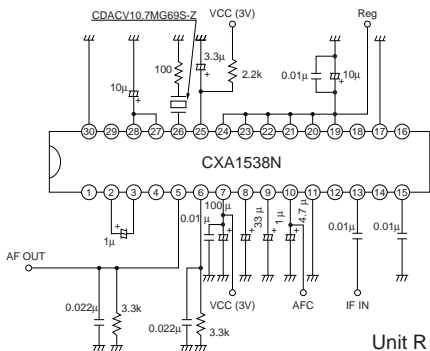 CDACV10.7MG69S-Z
VCC (3V)
Reg
100
3.3μ
10μ
2.2k
0.01μ
10μ
30 29 28 27 26 25 24 23 22 21 20 19 18 17 16
CXA1538N
1 2 3 4 5 6 7 8 9 10 11 12 13 14 15
1μ
0.01μ
100μ
33μ
1μ
4.7μ
0.01μ
0.01μ
AF OUT
VCC (3V)
AFC
IF IN
0.022μ
3.3k
0.022μ
3.3k
Unit R